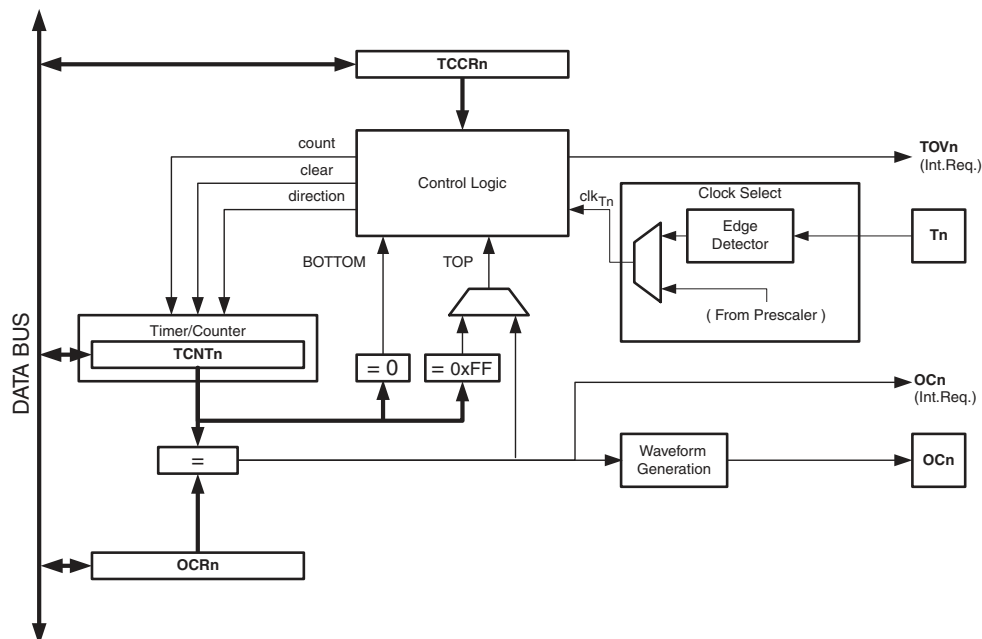 TCCRn
count
clear
direction
Control Logic
TOVn
(Int.Req.)
clkTn
Clock Select
Edge
Detector
Tn
( From Prescaler )
BOTTOM
TOP
Timer/Counter
TCNTn
= 0
= 0xFF
DATA BUS
OCn
(Int.Req.)
=
Waveform
Generation
OCn
OCRn